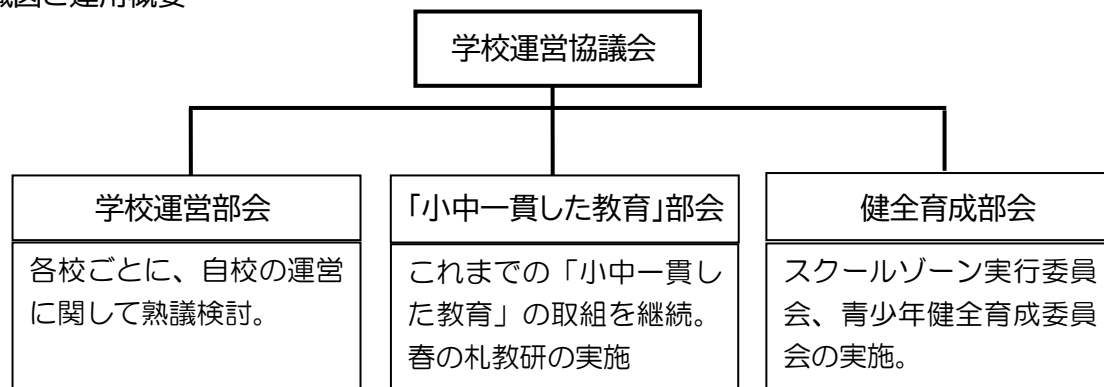 織図と運用概要
学校運営協議会
学校運営部会
各校ごとに、自校の運営
に関して熟議検討。
「小中一貫した教育」部会
これまでの「小中一貫し
た教育」の取組を継続。
春の札教研の実施
健全育成部会
スクールゾーン実行委員
会、青少年健全育成委員
会の実施。